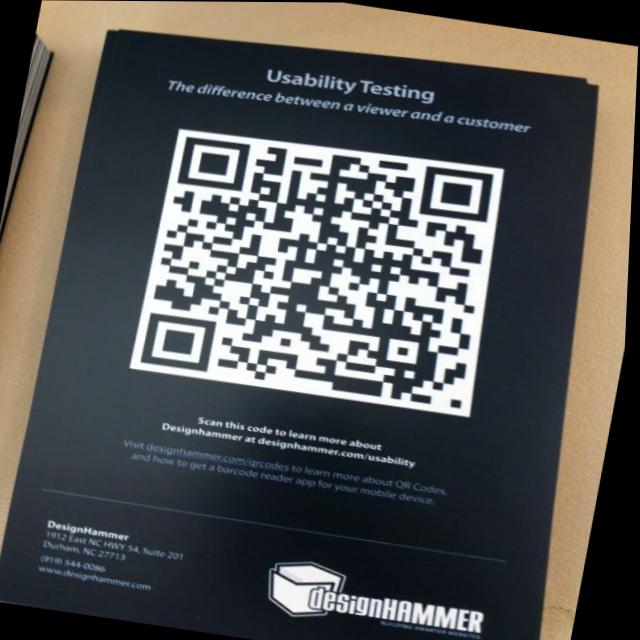 Usability Testing
The difference between a viewer and a customer
Scan this code to learn more about
Designhammer at designhammer.com/usability
Visit designhammer.com/qrcodes to learn more about QR Codes,
and how to get a barcode reader app for your mobile device.
DesignHammer
1912 East NC HWY 54, Suite 201
Durham, NC 27713
(919) 544-0086
www.designhammer.com
designHAMMER
BUILDING SMARTER WEBSITES